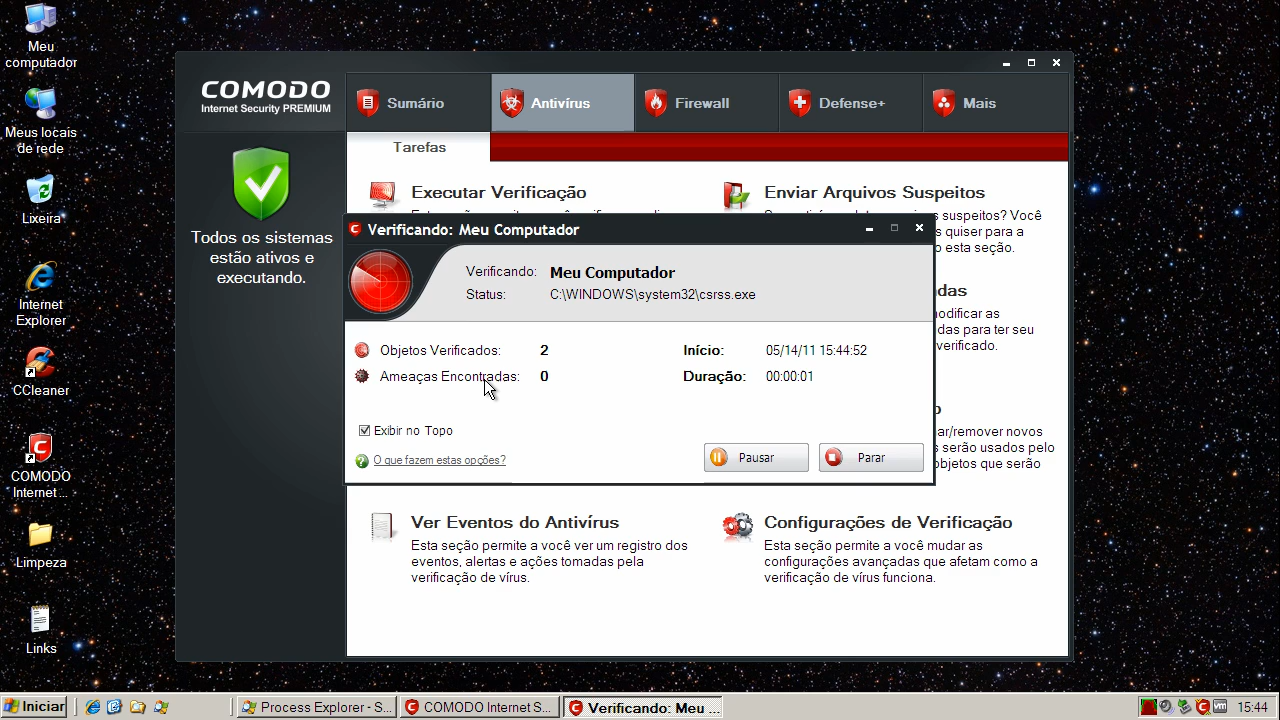 Meu
computador
Meus locais
de rede
Lixeira
Internet
Explorer
CCleaner
COMODO
Internet ...
Limpeza
Links
COMODO
Internet Security PREMIUM
Sumário
Antivírus
Firewall
Defense+
Mais
Tarefas
Todos os sistemas
estão ativos e
executando.
Executar Verificação
Enviar Arquivos Suspeitos
suspeitos? Você
s quiser para a
o esta seção.
das
modificar as
das para ter seu
verificado.
o
ar/remover novos
s serão usados pelo
objetos que serão
Verificando: Meu Computador
Verificando: Meu Computador
Status: C:\WINDOWS\system32\csrss.exe
Objetos Verificados: 2
Início: 05/14/11 15:44:52
Ameaças Encontradas: 0
Duração: 00:00:01
Exibir no Topo
O que fazem estas opções?
Pausar
Parar
Ver Eventos do Antivírus
Esta seção permite a você ver um registro dos
eventos, alertas e ações tomadas pela
verificação de vírus.
Configurações de Verificação
Esta seção permite a você mudar as
configurações avançadas que afetam como a
verificação de vírus funciona.
Iniciar
Process Explorer - S...
COMODO Internet S...
Verificando: Meu ...
15:44